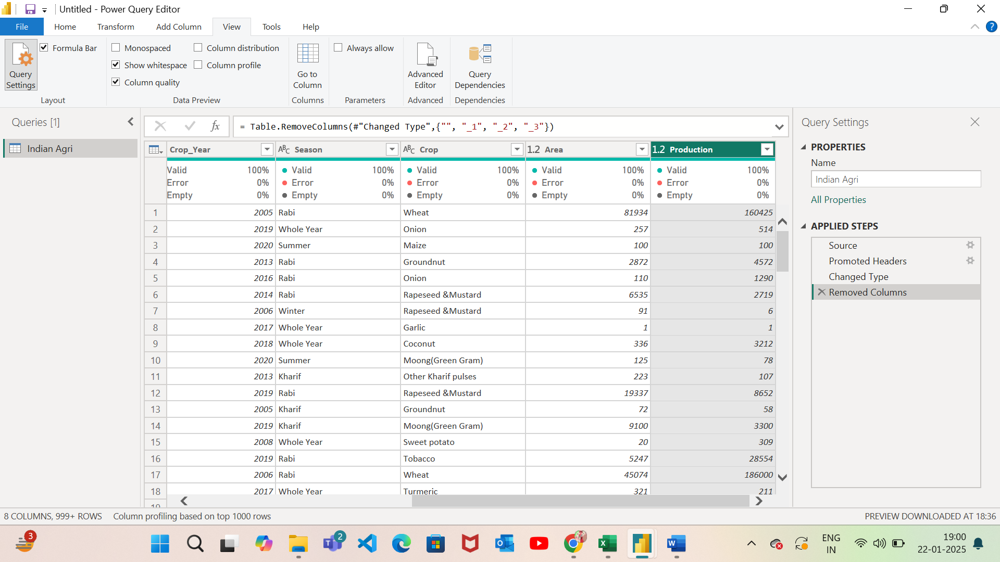 Untitled - Power Query Editor
File Home Transform Add Column View Tools Help
Query Settings
Formula Bar
Layout
Monospaced
Show whitespace
Column quality
Column distribution
Column profile
Data Preview
Go to Column
Columns
Always allow
Parameters
Advanced Editor
Advanced
Query Dependencies
Dependencies
Queries [1]
Indian Agri
fx = Table.RemoveColumns(#"Changed Type",{"", "_1", "_2", "_3"})
Crop_Year ABC Season ABC Crop 1.2 Area 1.2 Production
Valid 100% Valid 100% Valid 100% Valid 100% Valid 100%
Error 0% Error 0% Error 0% Error 0% Error 0%
Empty 0% Empty 0% Empty 0% Empty 0% Empty 0%
1 2005 Rabi Wheat 81934 160425
2 2019 Whole Year Onion 257 514
3 2020 Summer Maize 100 100
4 2013 Rabi Groundnut 2872 4572
5 2016 Rabi Onion 110 1290
6 2014 Rabi Rapeseed &Mustard 6535 2719
7 2006 Winter Rapeseed &Mustard 91 6
8 2017 Whole Year Garlic 1 1
9 2018 Whole Year Coconut 336 3212
10 2020 Summer Moong(Green Gram) 125 78
11 2013 Kharif Other Kharif pulses 223 107
12 2019 Rabi Rapeseed &Mustard 19337 8652
13 2005 Kharif Groundnut 72 58
14 2019 Kharif Moong(Green Gram) 9100 3300
15 2008 Whole Year Sweet potato 20 309
16 2019 Rabi Tobacco 5247 28554
17 2006 Rabi Wheat 45074 186000
18 2017 Whole Year Turmeric 321 211
19
Query Settings
PROPERTIES
Name
Indian Agri
All Properties
APPLIED STEPS
Source
Promoted Headers
Changed Type
Removed Columns
8 COLUMNS, 999+ ROWS Column profiling based on top 1000 rows PREVIEW DOWNLOADED AT 18:36
3
2
ENG
IN
19:00
22-01-2025